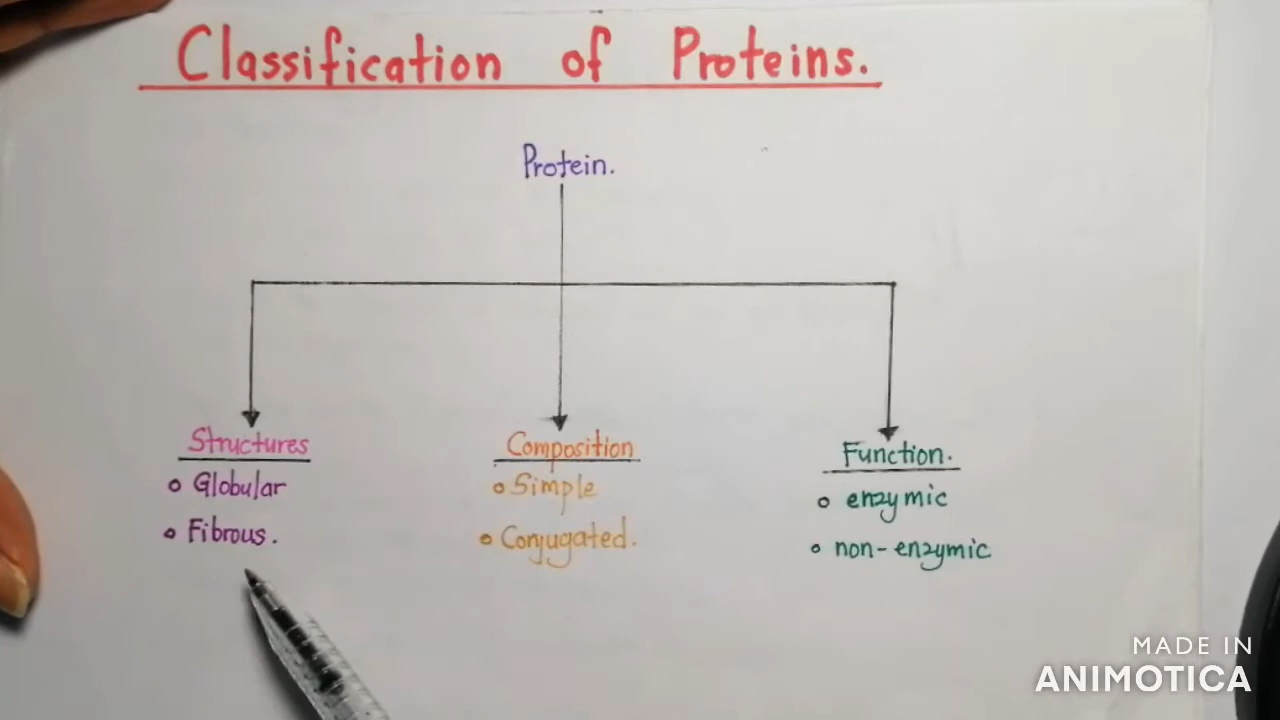 Classification of Proteins.
Protein.
Structures
Globular
Fibrous.
Composition
Simple
Conjugated.
Function.
enzymic
non-enzymic
MADE IN
ANIMOTICA